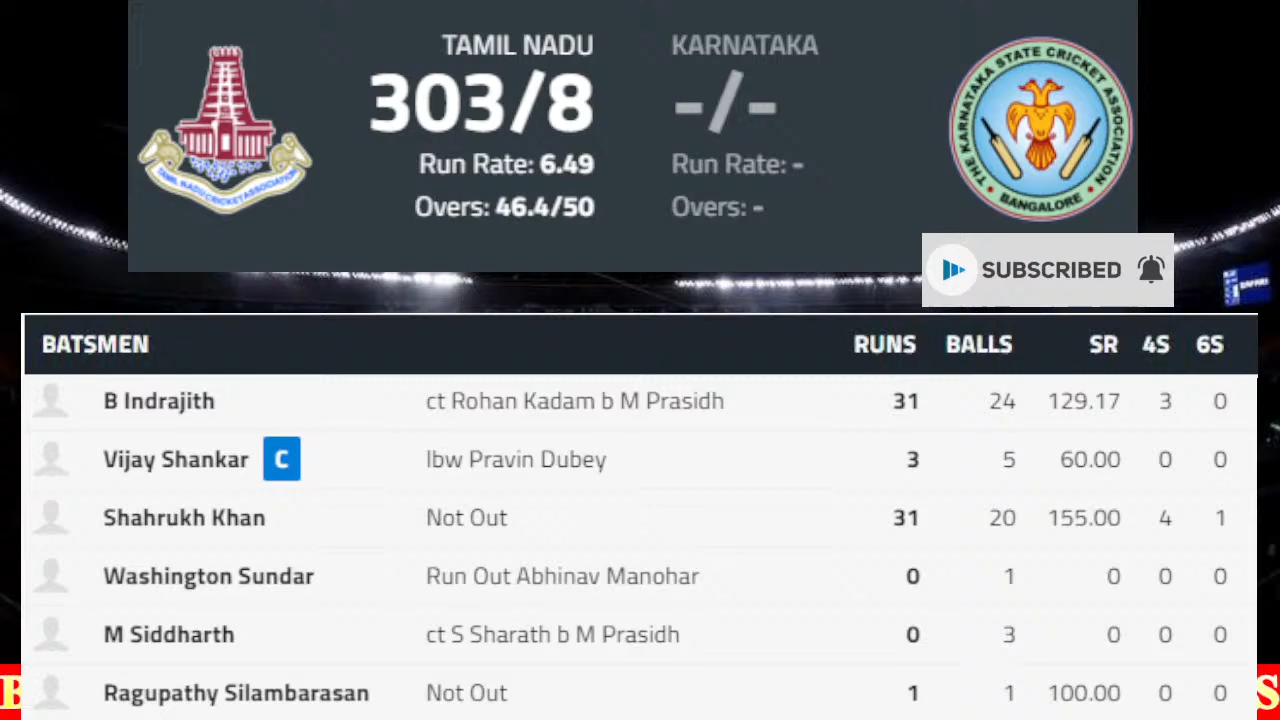 TAMIL NADU
303/8
Run Rate: 6.49
Overs: 46.4/50
KARNATAKA
-/-
Run Rate: -
Overs: -
TAMIL NADU CRICKET ASSOCIATION
THE KARNATAKA STATE CRICKET ASSOCIATION
BANGALORE
SUBSCRIBED
BATSMEN RUNS BALLS SR 4S 6S
B Indrajith ct Rohan Kadam b M Prasidh 31 24 129.17 3 0
Vijay Shankar C lbw Pravin Dubey 3 5 60.00 0 0
Shahrukh Khan Not Out 31 20 155.00 4 1
Washington Sundar Run Out Abhinav Manohar 0 1 0 0 0
M Siddharth ct S Sharath b M Prasidh 0 3 0 0 0
Ragupathy Silambarasan Not Out 1 1 100.00 0 0